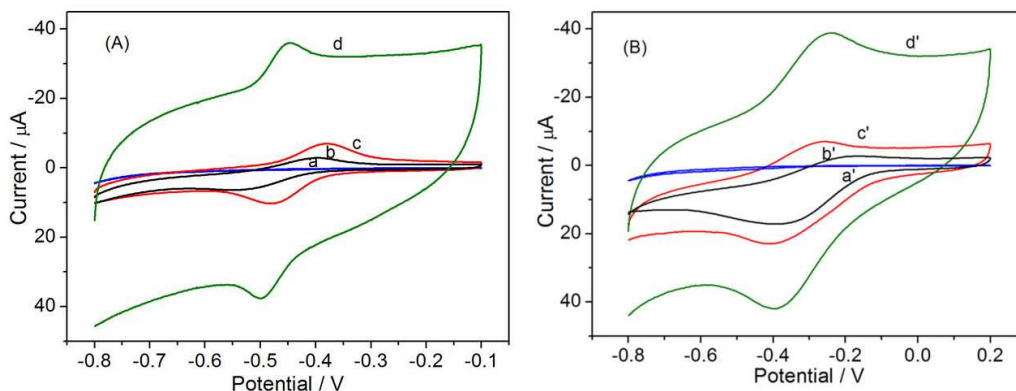 (A)
d
a
b
c
-40
-20
0
20
40
Current / μA
-0.8
-0.7
-0.6
-0.5
-0.4
-0.3
-0.2
-0.1
Potential / V
(B)
d'
c'
b'
a'
-40
-20
0
20
40
Current / μA
-0.8
-0.6
-0.4
-0.2
0.0
0.2
Potential / V